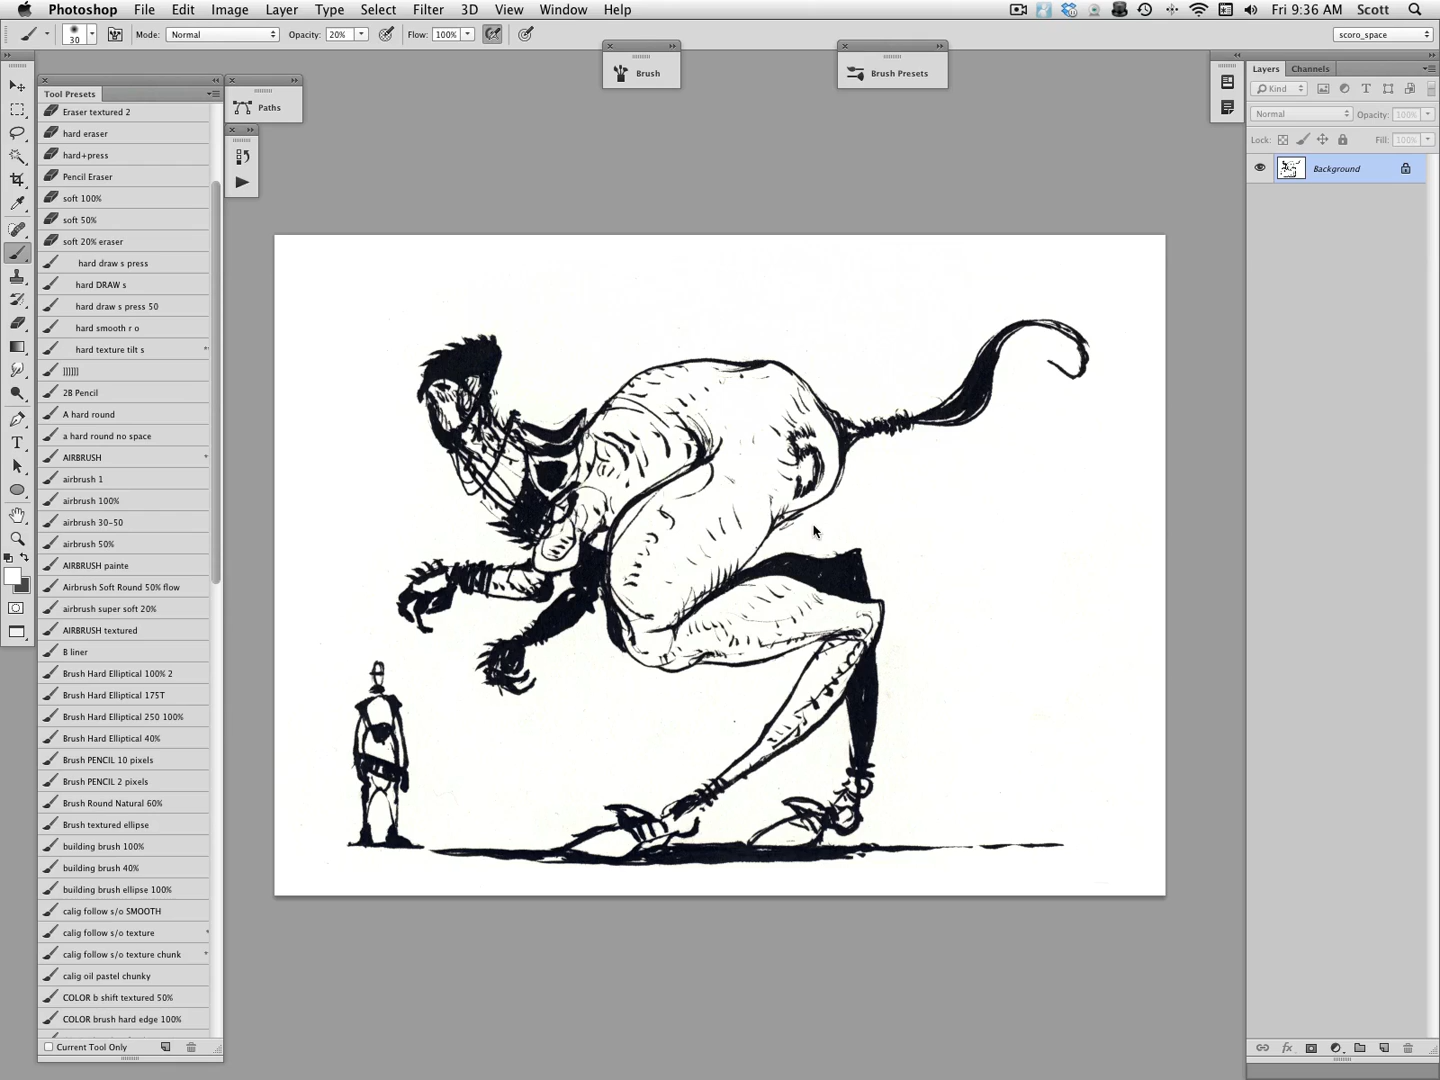 Photoshop File Edit Image Layer Type Select Filter 3D View Window Help Fri 9:36 AM Scott
30 Mode: Normal Opacity: 20% Flow: 100% scoro_space
Brush
Brush Presets
Tool Presets
Paths
Layers Channels
Kind
Normal Opacity: 100%
Lock: Fill: 100%
Background
Eraser textured 2
hard eraser
hard+press
Pencil Eraser
soft 100%
soft 50%
soft 20% eraser
hard draw s press
hard DRAW s
hard draw s press 50
hard smooth r o
hard texture tilt s
]]]]]]
2B Pencil
A hard round
a hard round no space
AIRBRUSH
airbrush 1
airbrush 100%
airbrush 30-50
airbrush 50%
AIRBRUSH painte
Airbrush Soft Round 50% flow
airbrush super soft 20%
AIRBRUSH textured
B liner
Brush Hard Elliptical 100% 2
Brush Hard Elliptical 175T
Brush Hard Elliptical 250 100%
Brush Hard Elliptical 40%
Brush PENCIL 10 pixels
Brush PENCIL 2 pixels
Brush Round Natural 60%
Brush textured ellipse
building brush 100%
building brush 40%
building brush ellipse 100%
calig follow s/o SMOOTH
calig follow s/o texture
calig follow s/o texture chunk
calig oil pastel chunky
COLOR b shift textured 50%
COLOR brush hard edge 100%
Current Tool Only